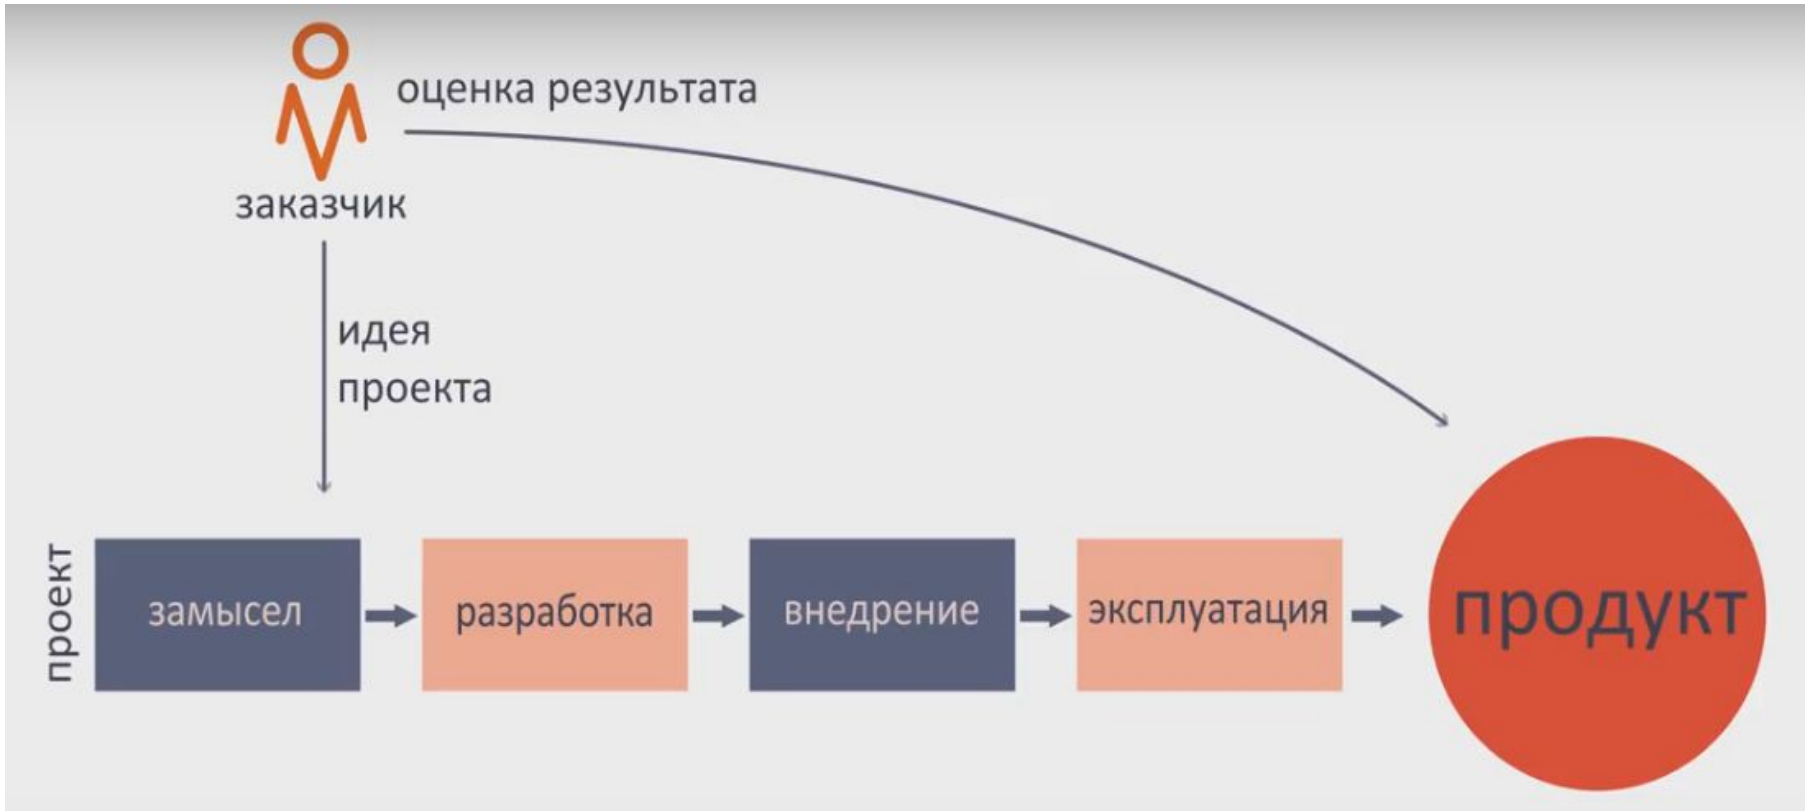 оценка результата
заказчик
идея
проекта
проект
замысел
разработка
внедрение
эксплуатация
продукт